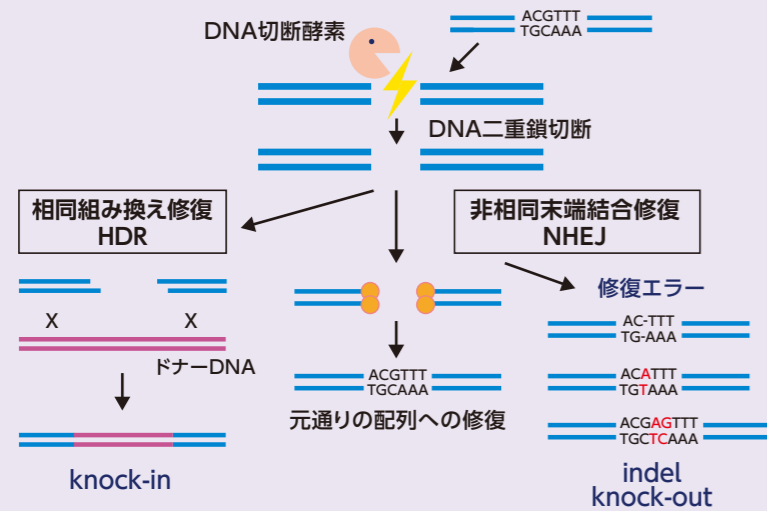 DNA切断酵素
ACGTTT
TGCAAA
DNA二重鎖切断
相同組み換え修復
HDR
非相同末端結合修復
NHEJ
修復エラー
X X
ドナーDNA
knock-in
ACGTTT
TGCAAA
元通りの配列への修復
AC-TTT
TG-AAA
ACATTT
TGTAAA
ACGAGTTT
TGCTCAAA
indel
knock-out